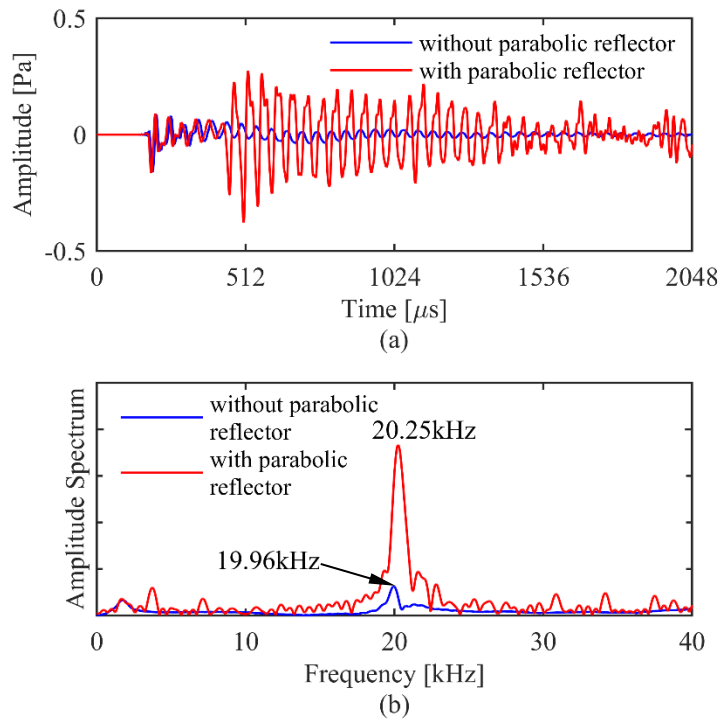 0.5
0
-0.5
Amplitude [Pa]
without parabolic reflector
with parabolic reflector
0 512 1024 1536 2048
Time [μs]
(a)
Amplitude Spectrum
without parabolic
reflector
with parabolic
reflector
20.25kHz
19.96kHz
0 10 20 30 40
Frequency [kHz]
(b)